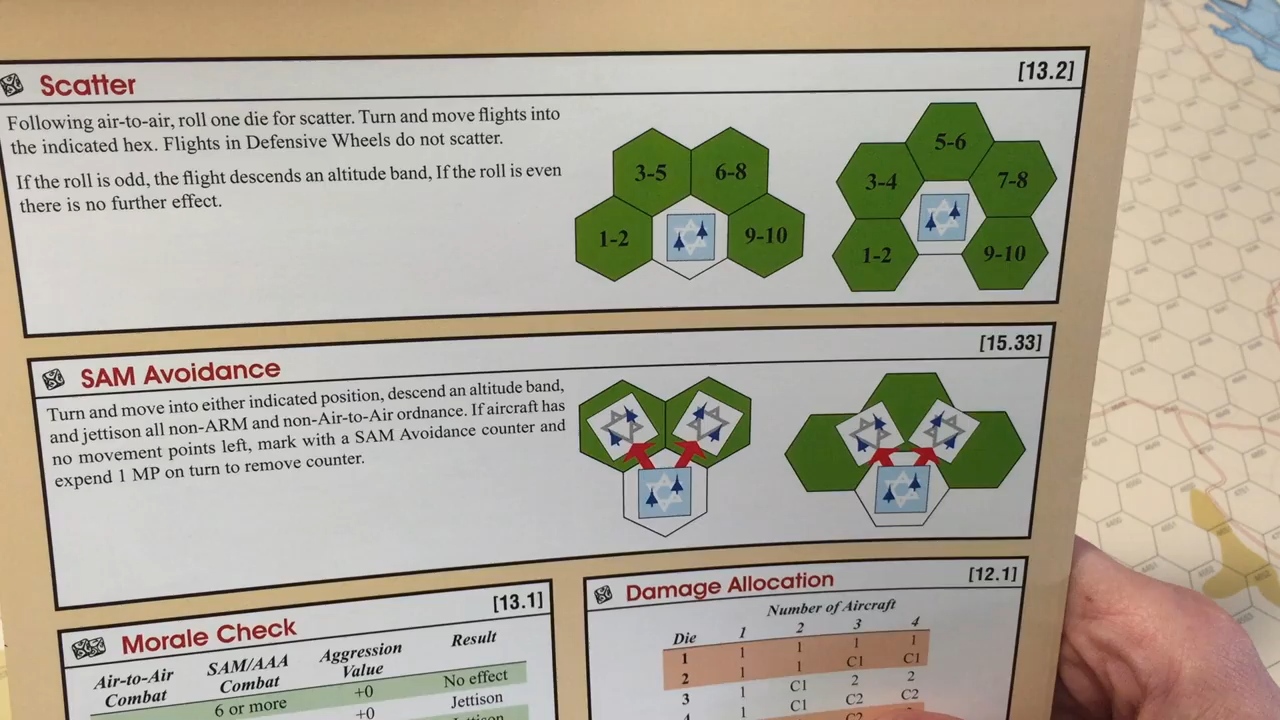 Scatter
[13.2]
Following air-to-air, roll one die for scatter. Turn and move flights into
the indicated hex. Flights in Defensive Wheels do not scatter.
If the roll is odd, the flight descends an altitude band, If the roll is even
there is no further effect.
3-5 6-8
1-2 9-10
5-6
3-4 7-8
1-2 9-10
SAM Avoidance
[15.33]
Turn and move into either indicated position, descend an altitude band,
and jettison all non-ARM and non-Air-to-Air ordnance. If aircraft has
no movement points left, mark with a SAM Avoidance counter and
expend 1 MP on turn to remove counter.
Morale Check
[13.1]
Air-to-Air Combat SAM/AAA Combat Aggression Value Result
6 or more +0 No effect
+0 Jettison
Damage Allocation
[12.1]
Number of Aircraft
Die 1 2 3 4
1 1 1 1 1
2 1 1 C1 C1
3 1 C1 2 2
1 C1 C2 C2
C2